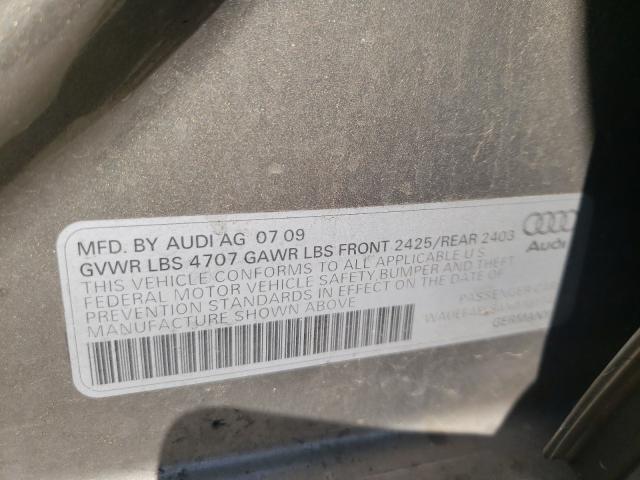 MFD. BY AUDI AG 07 09
GVWR LBS 4707 GAWR LBS FRONT 2425/REAR 2403
THIS VEHICLE CONFORMS TO ALL APPLICABLE U S
FEDERAL MOTOR VEHICLE SAFETY, BUMPER AND THEFT
PREVENTION STANDARDS IN EFFECT ON THE DATE OF
MANUFACTURE SHOWN ABOVE
Audi
PASSENGER CAR
GERMANY